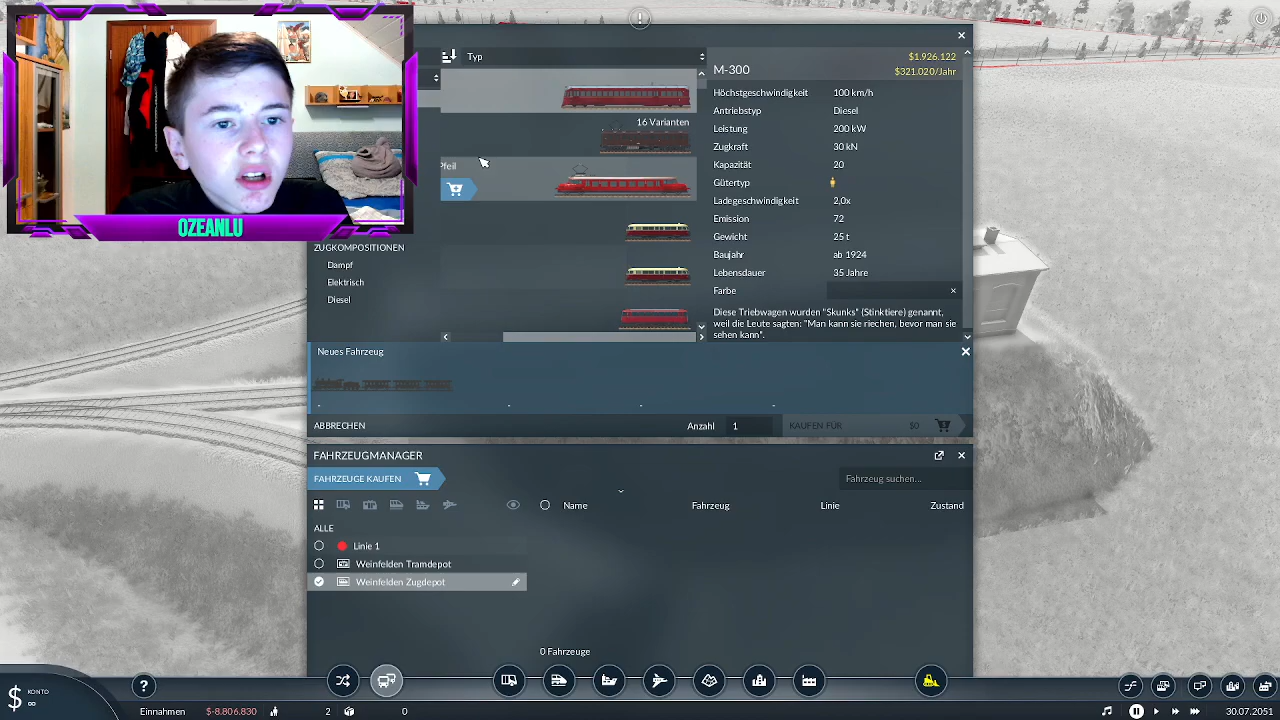 OZEANLU
Typ
16 Varianten
Pfeil
ZUGKOMPOSITIONEN
Dampf
Elektrisch
Diesel
$1.926.122
M-300
$321.020/Jahr
Höchstgeschwindigkeit 100 km/h
Antriebstyp Diesel
Leistung 200 kW
Zugkraft 30 kN
Kapazität 20
Gütertyp
Ladegeschwindigkeit 2,0x
Emission 72
Gewicht 25 t
Baujahr ab 1924
Lebensdauer 35 Jahre
Farbe
Diese Triebwagen wurden "Skunks" (Stinktiere) genannt,
weil die Leute sagten: "Man kann sie riechen, bevor man sie
sehen kann".
Neues Fahrzeug
- - - -
ABBRECHEN Anzahl 1 KAUFEN FÜR $0
FAHRZEUGMANAGER
FAHRZEUGE KAUFEN Fahrzeug suchen...
Name Fahrzeug Linie Zustand
ALLE
Linie 1
Weinfelden Tramdepot
Weinfelden Zugdepot
0 Fahrzeuge
?
$ KONTO
∞
Einnahmen $-8.806.830 2 0 30.07.2051